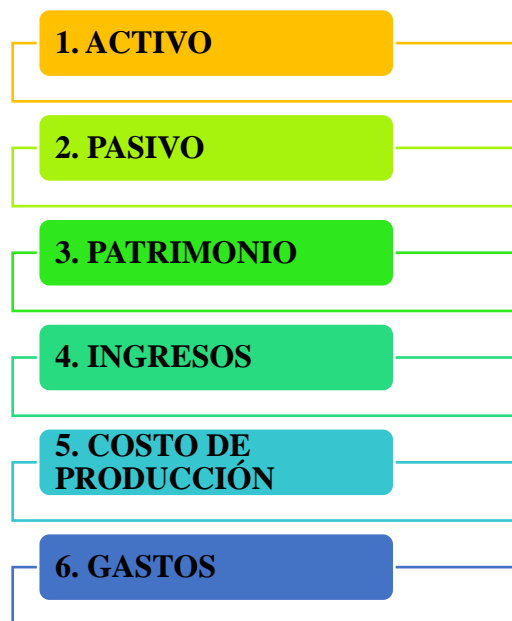 1. ACTIVO
2. PASIVO
3. PATRIMONIO
4. INGRESOS
5. COSTO DE
PRODUCCIÓN
6. GASTOS